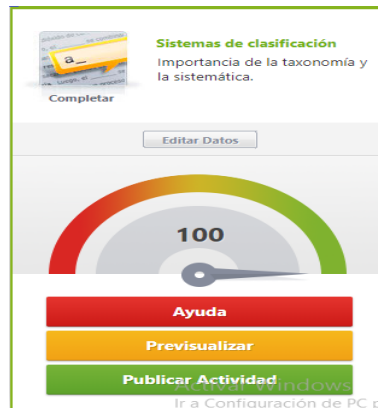 Sistemas de clasificación
Importancia de la taxonomía y
la sistemática.
a_
Completar
Editar Datos
100
Ayuda
Previsualizar
Publicar Actividad
Activar Windows
Ir a Configuración de PC p